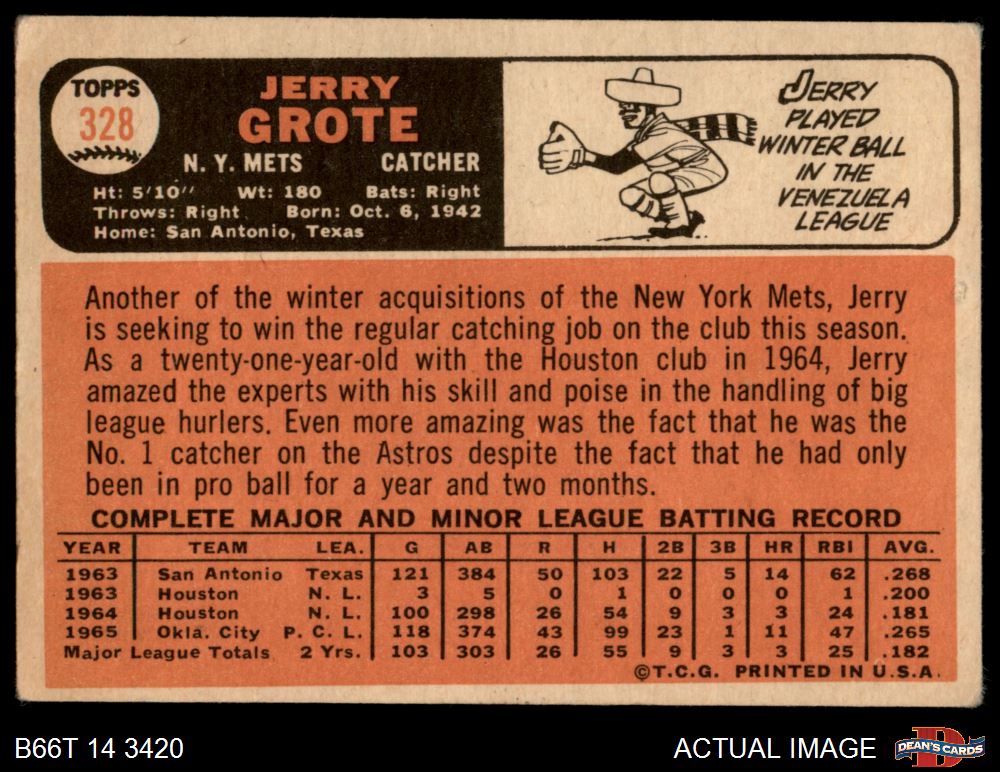 TOPPS
328
JERRY
GROTE
N. Y. METS CATCHER
Ht: 5'10" Wt: 180 Bats: Right
Throws: Right Born: Oct. 6, 1942
Home: San Antonio, Texas
JERRY
PLAYED
WINTER BALL
IN THE
VENEZUELA
LEAGUE
Another of the winter acquisitions of the New York Mets, Jerry
is seeking to win the regular catching job on the club this season.
As a twenty-one-year-old with the Houston club in 1964, Jerry
amazed the experts with his skill and poise in the handling of big
league hurlers. Even more amazing was the fact that he was the
No. 1 catcher on the Astros despite the fact that he had only
been in pro ball for a year and two months.
COMPLETE MAJOR AND MINOR LEAGUE BATTING RECORD
YEAR TEAM LEA. G AB R H 2B 3B HR RBI AVG.
1963 San Antonio Texas 121 384 50 103 22 5 14 62 .268
1963 Houston N. L. 3 5 0 1 0 0 0 1 .200
1964 Houston N. L. 100 298 26 54 9 3 3 24 .181
1965 Okla. City P. C. L. 118 374 43 99 23 1 11 47 .265
Major League Totals 2 Yrs. 103 303 26 55 9 3 3 25 .182
©T.C.G. PRINTED IN U.S.A.
B66T 14 3420
ACTUAL IMAGE
D
DEAN'S CARDS